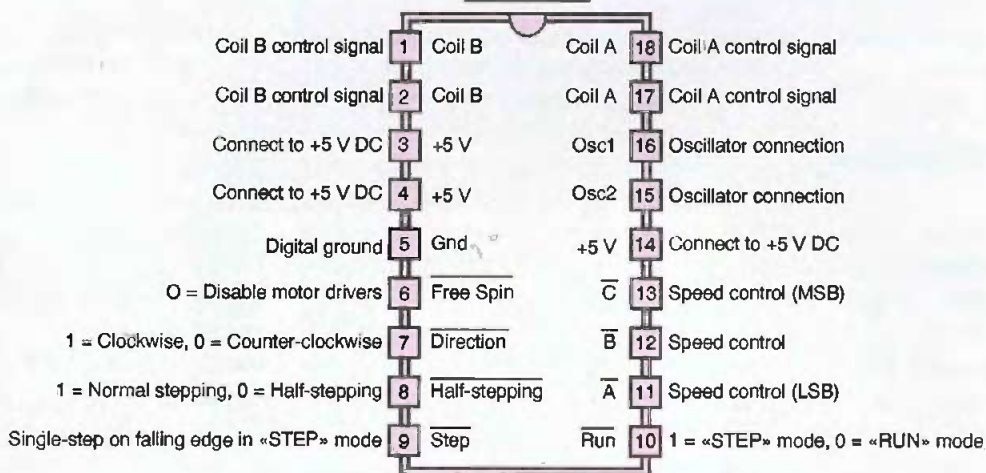 Coil B control signal 1 Coil B Coil A 18 Coil A control signal
Coil B control signal 2 Coil B Coil A 17 Coil A control signal
Connect to +5 V DC 3 +5 V Osc1 16 Oscillator connection
Connect to +5 V DC 4 +5 V Osc2 15 Oscillator connection
Digital ground 5 Gnd +5 V 14 Connect to +5 V DC
O = Disable motor drivers 6 Free Spin C 13 Speed control (MSB)
1 = Clockwise, 0 = Counter-clockwise 7 Direction B 12 Speed control
1 = Normal stepping, 0 = Half-stepping 8 Half-stepping A 11 Speed control (LSB)
Single-step on falling edge in «STEP» mode 9 Step Run 10 1 = «STEP» mode, 0 = «RUN» mode